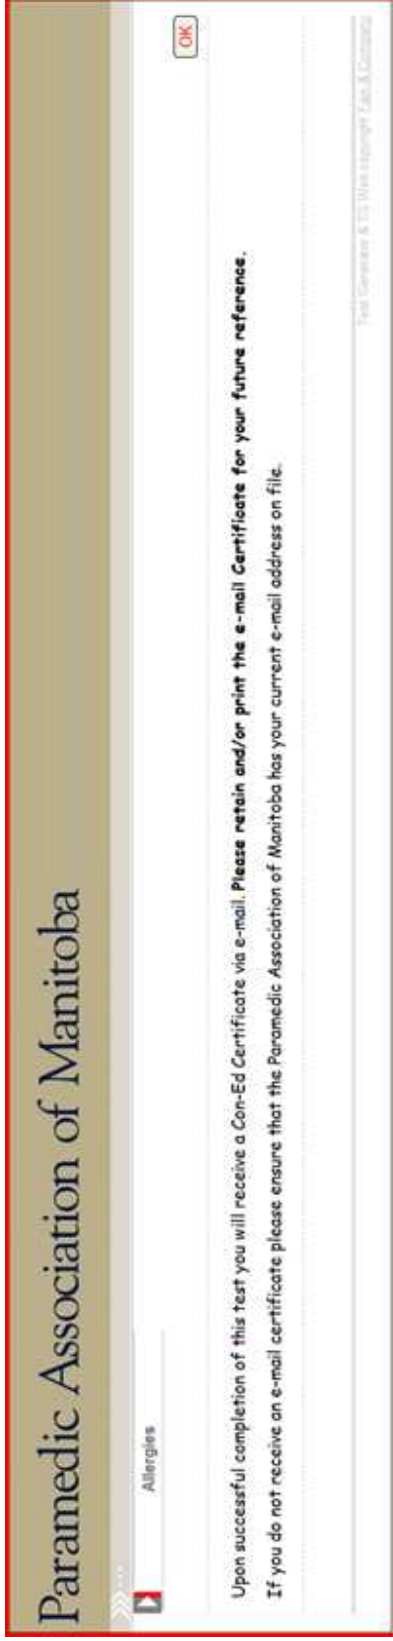 Paramedic Association of Manitoba
Allergies
OK
Upon successful completion of this test you will receive a Con-Ed Certificate via e-mail. Please retain and/or print the e-mail Certificate for your future reference.
If you do not receive an e-mail certificate please ensure that the Paramedic Association of Manitoba has your current e-mail address on file.